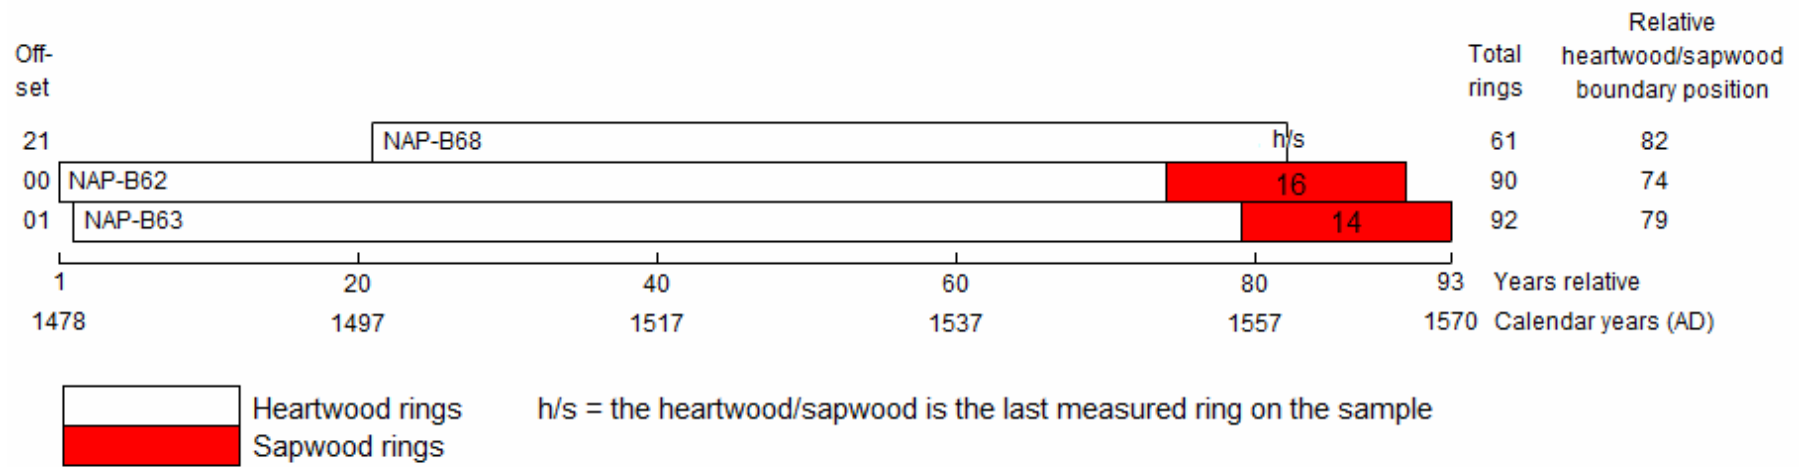 Relative
Off-
Total
heartwood/sapwood
set
rings
boundary position
21 NAP-B68 h/s 61 82
00 NAP-B62 16 90 74
01 NAP-B63 14 92 79
1 20 40 60 80 93 Years relative
1478 1497 1517 1537 1557 1570 Calendar years (AD)
Heartwood rings h/s = the heartwood/sapwood is the last measured ring on the sample
Sapwood rings